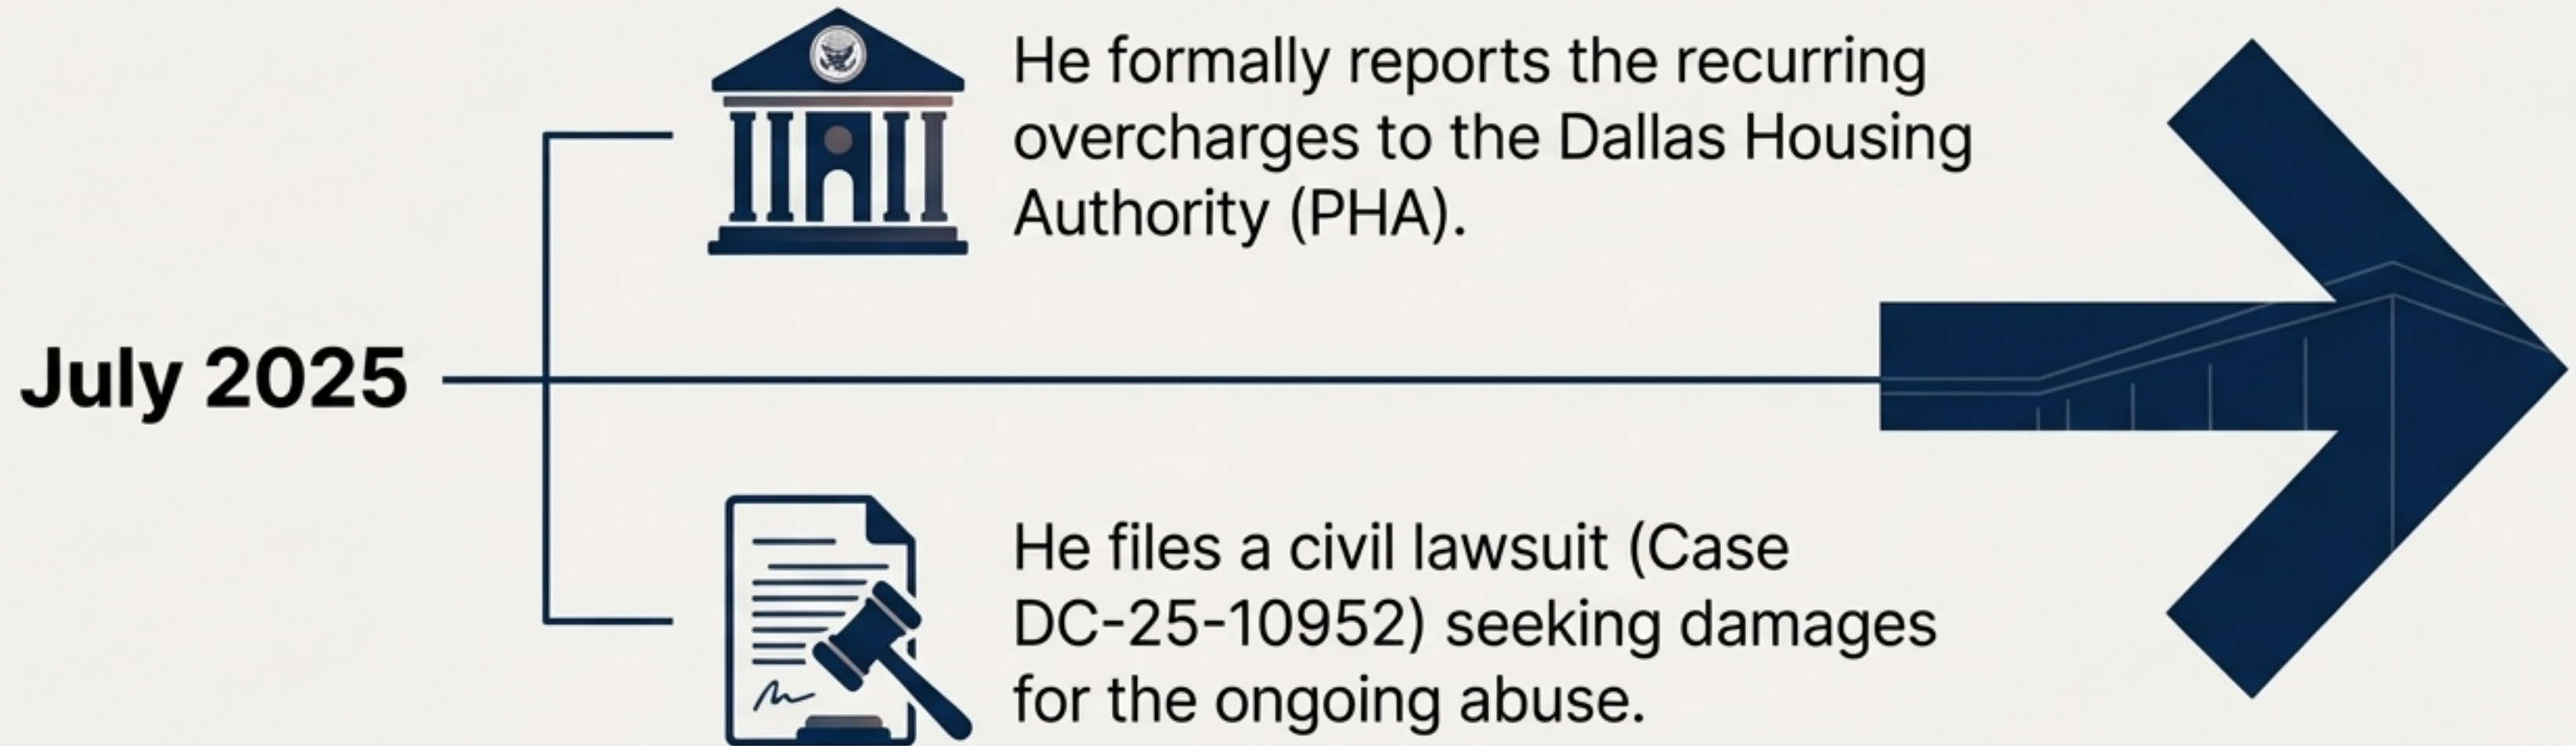 July 2025
He formally reports the recurring
overcharges to the Dallas Housing
Authority (PHA).
He files a civil lawsuit (Case
DC-25-10952) seeking damages
for the ongoing abuse.